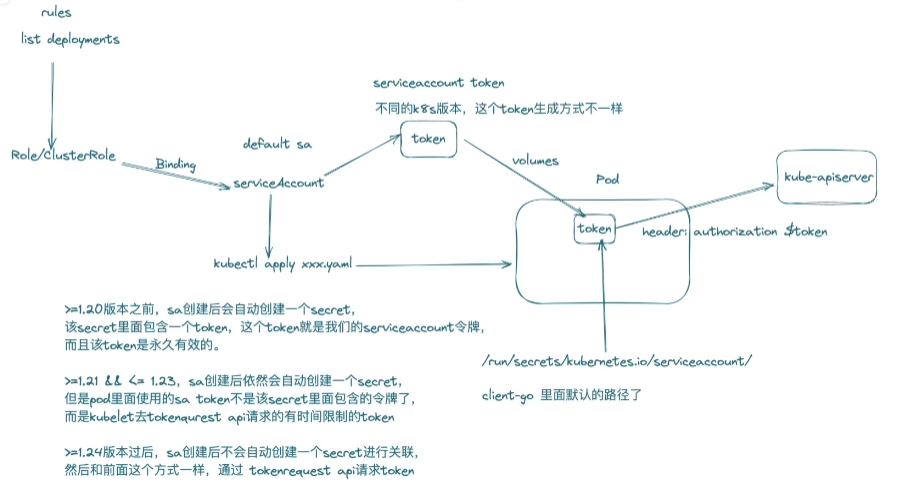 rules
list deployments
Role/ClusterRole
Binding
default sa
serviceAccount
serviceaccount token
不同的k8s版本，这个token生成方式不一样
token
volumes
Pod
token
kube-apiserver
header: authorization $token
kubectl apply xxx.yaml
/run/secrets/kubernetes.io/serviceaccount/
client-go 里面默认的路径了
>=1.20版本之前，sa创建后会自动创建一个secret，
该secret里面包含一个token，这个token就是我们的serviceaccount令牌，
而且该token是永久有效的。
>=1.21 && <= 1.23，sa创建后依然会自动创建一个secret，
但是pod里面使用的sa token不是该secret里面包含的令牌了，
而是kubelet去tokenqurest api请求的有时间限制的token
>=1.24版本过后，sa创建后不会自动创建一个secret进行关联，
然后和前面这个方式一样，通过 tokenrequest api请求token